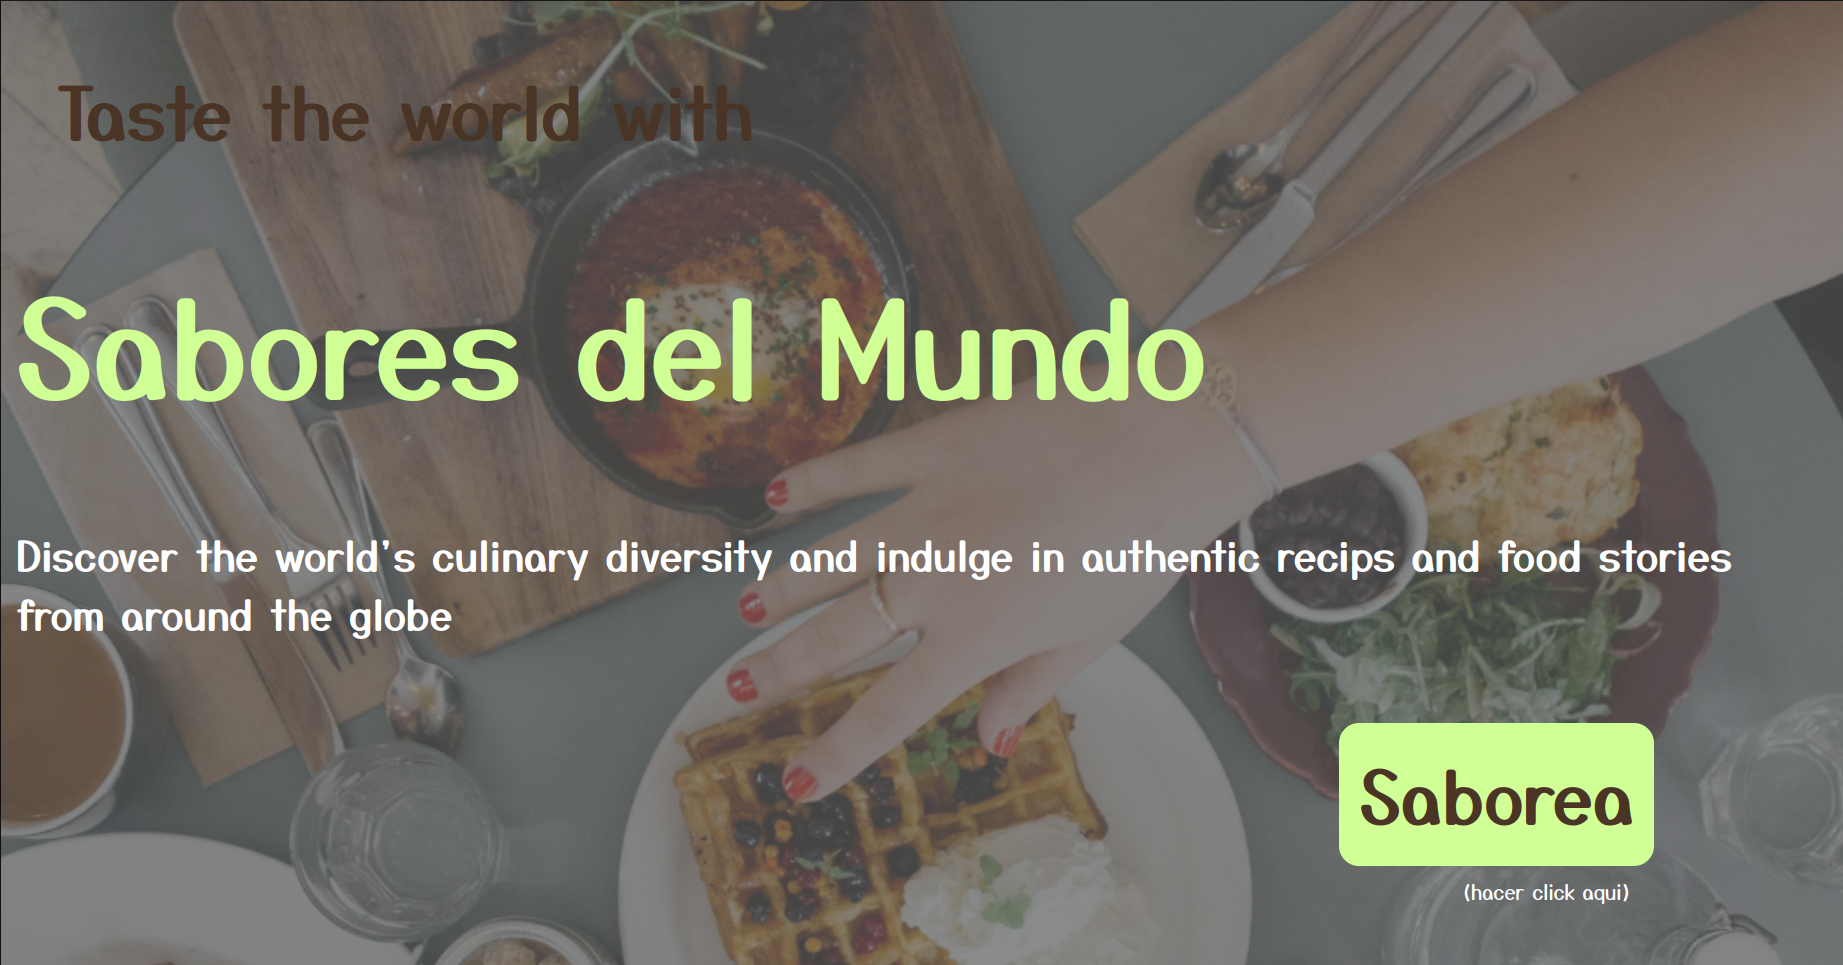 Taste the world with
Sabores del Mundo
Discover the world's culinary diversity and indulge in authentic recips and food stories
from around the globe
Saborea
(hacer click aqui)